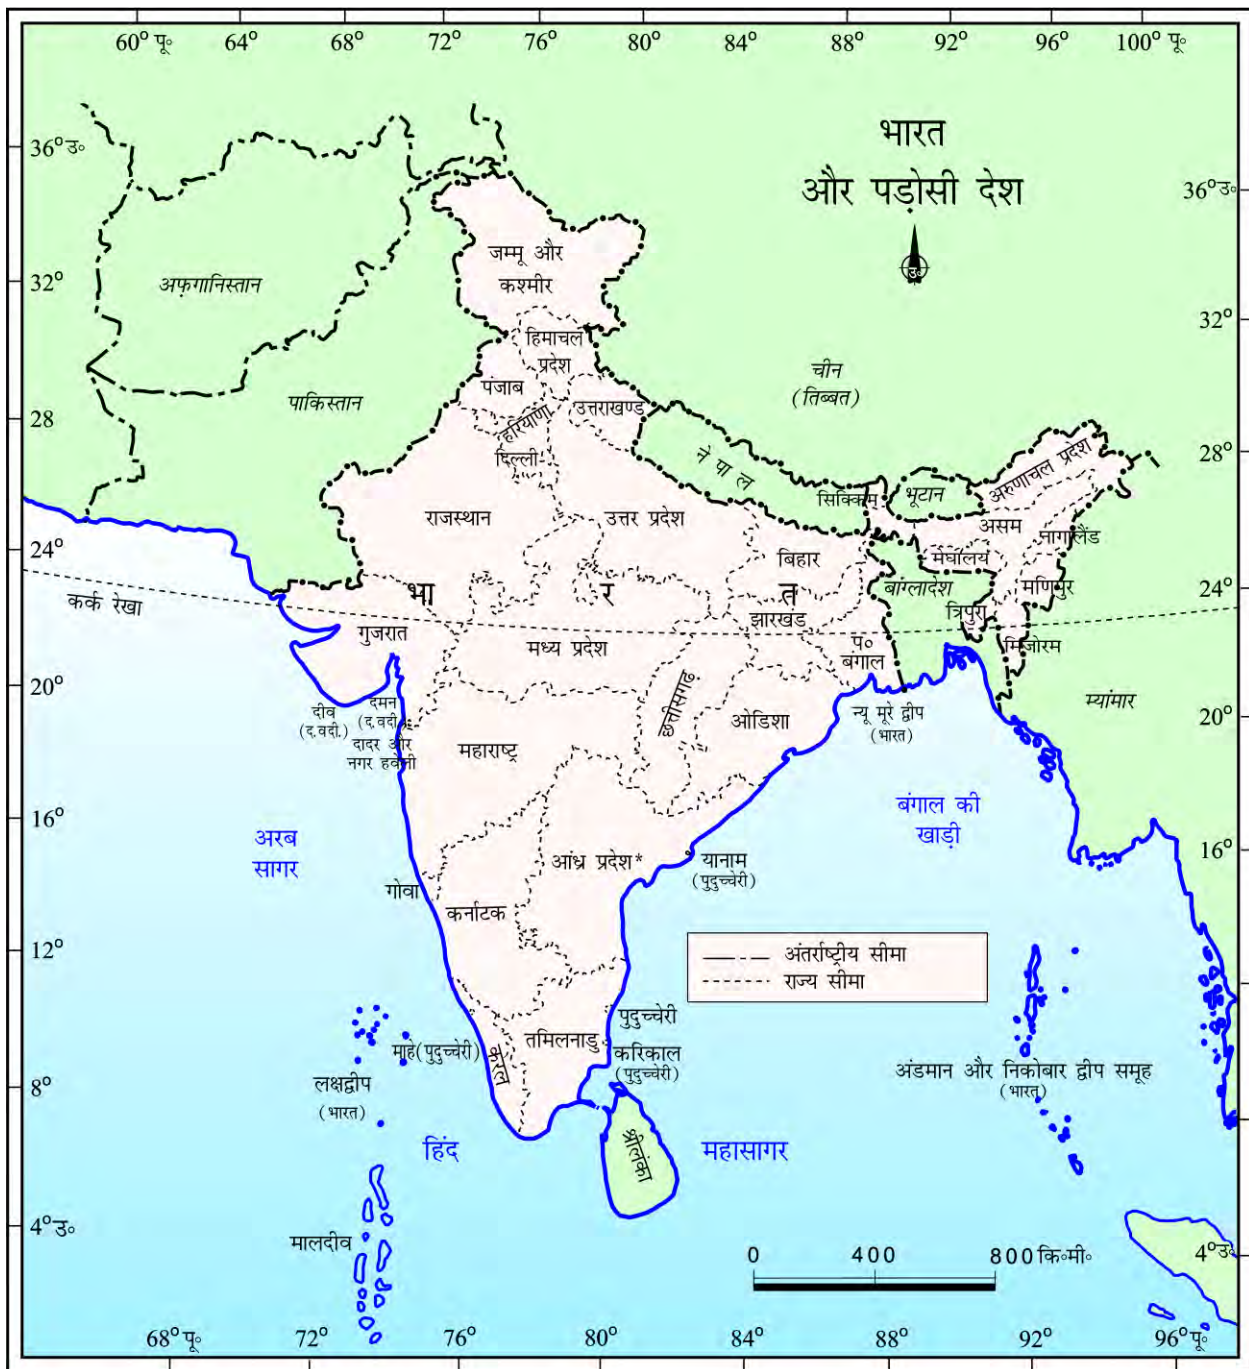 60° पू॰ 64° 68° 72° 76° 80° 84° 88° 92° 96° 100° पू॰
भारत
और पड़ोसी देश
उ॰
36° उ॰
36° उ॰
जम्मू और
कश्मीर
अफ़गानिस्तान
32°
32°
हिमाचल
प्रदेश
चीन
(तिब्बत)
पंजाब
पाकिस्तान
उत्तराखण्ड
28°
हरियाणा
दिल्ली
28°
नेपाल
सिक्किम्
भूटान
अरुणाचल प्रदेश
राजस्थान
उत्तर प्रदेश
असम
नागालैंड
24°
बिहार
मेघालय
मणिपुर
24°
भा र त
बांग्लादेश
कर्क रेखा
त्रिपुरा
झारखंड
गुजरात
मध्य प्रदेश
प०
बंगाल
मिजोरम
20°
छत्तीसगढ़
म्यांमार
20°
दीव
(द.वदी.)
दमन
(द.वदी.)
दादर और
नगर हवेली
ओडिशा
न्यू मूरे द्वीप
(भारत)
महाराष्ट्र
16°
बंगाल की
खाड़ी
16°
अरब
सागर
आंध्र प्रदेश*
यानाम
(पुदुच्चेरी)
गोवा
कर्नाटक
12°
अंतर्राष्ट्रीय सीमा
राज्य सीमा
पुदुच्चेरी
तमिलनाडु
माहे(पुदुच्चेरी)
केरल
करिकाल
(पुदुच्चेरी)
8°
लक्षद्वीप
(भारत)
अंडमान और निकोबार द्वीप समूह
(भारत)
हिंद
महासागर
श्रीलंका
4° उ॰
4° उ॰
मालदीव
0 400 800 कि॰मी॰
68° पू॰ 72° 76° 80° 84° 88° 92° 96° पू॰